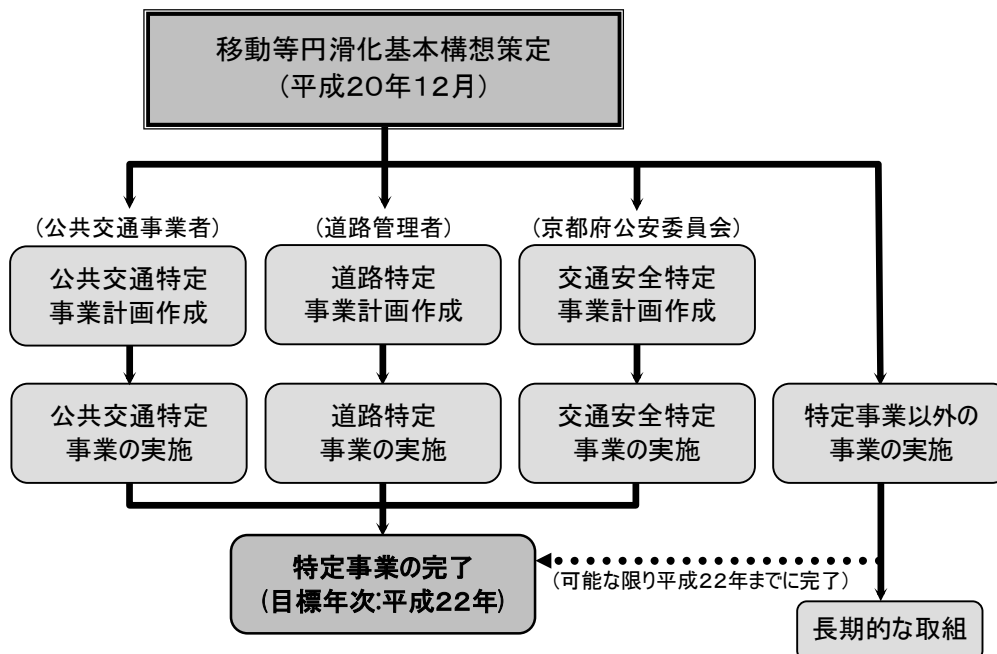 移動等円滑化基本構想策定
（平成２０年１２月）
（公共交通事業者）
（道路管理者）
（京都府公安委員会）
公共交通特定
事業計画作成
道路特定
事業計画作成
交通安全特定
事業計画作成
公共交通特定
事業の実施
道路特定
事業の実施
交通安全特定
事業の実施
特定事業以外の
事業の実施
特定事業の完了
(目標年次:平成２２年)
（可能な限り平成２２年までに完了）
長期的な取組